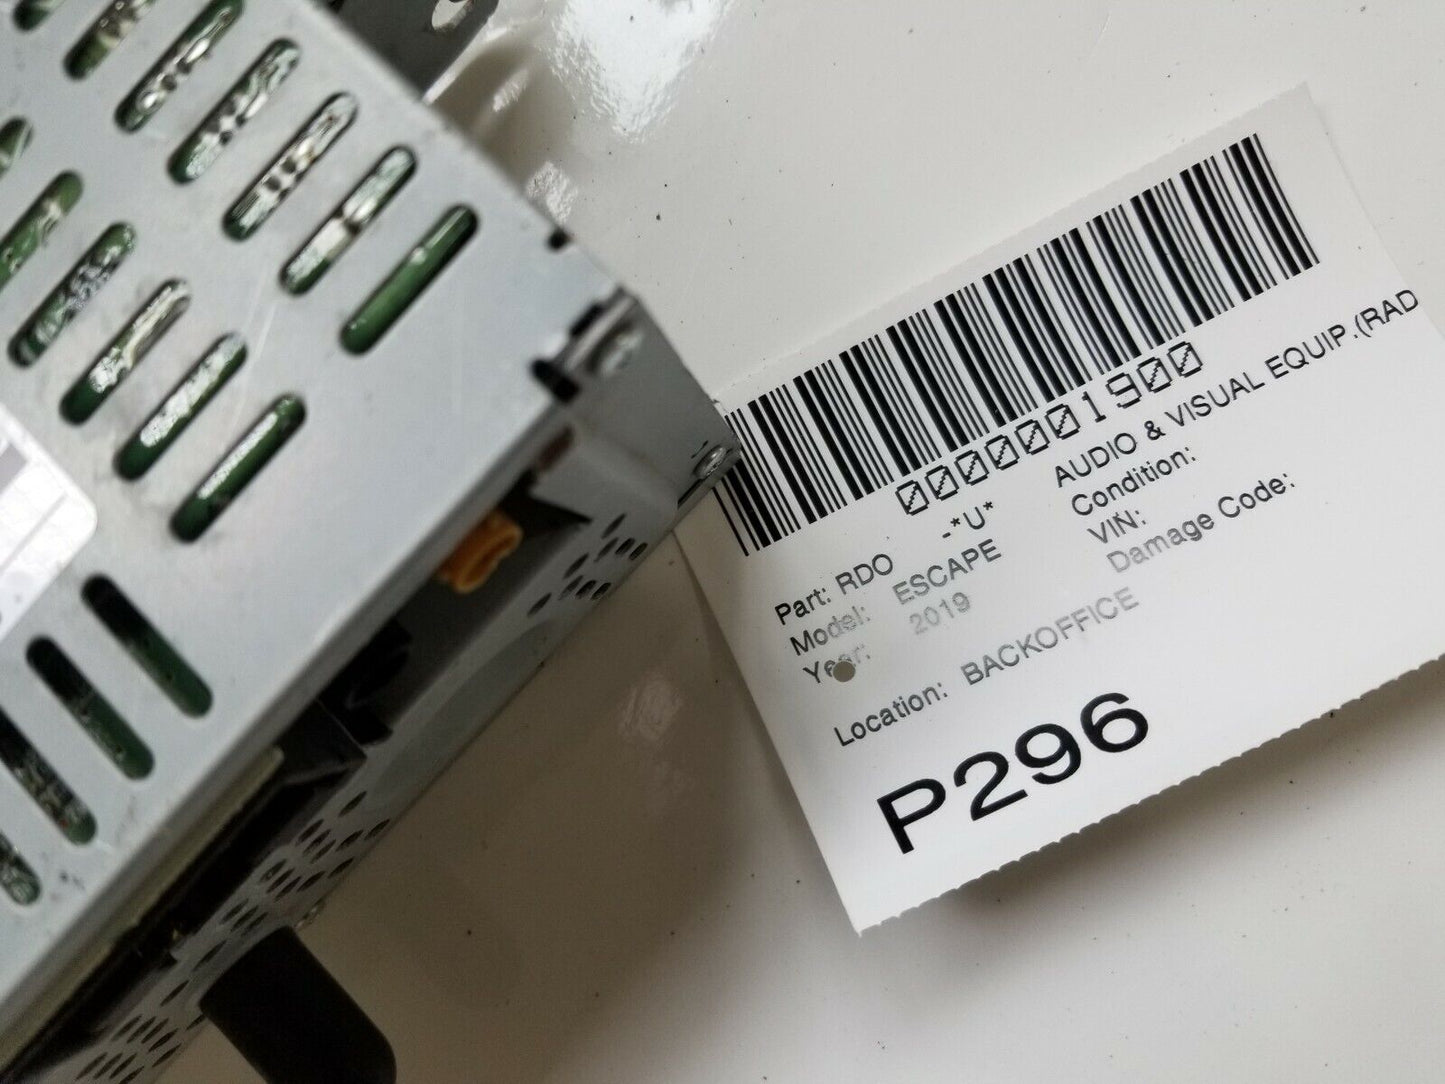 0000001900
AUDIO & VISUAL EQUIP.(RAD
Part: RDO -*U* Condition:
Model: ESCAPE VIN:
Year: 2019 Damage Code:
Location: BACKOFFICE
P296